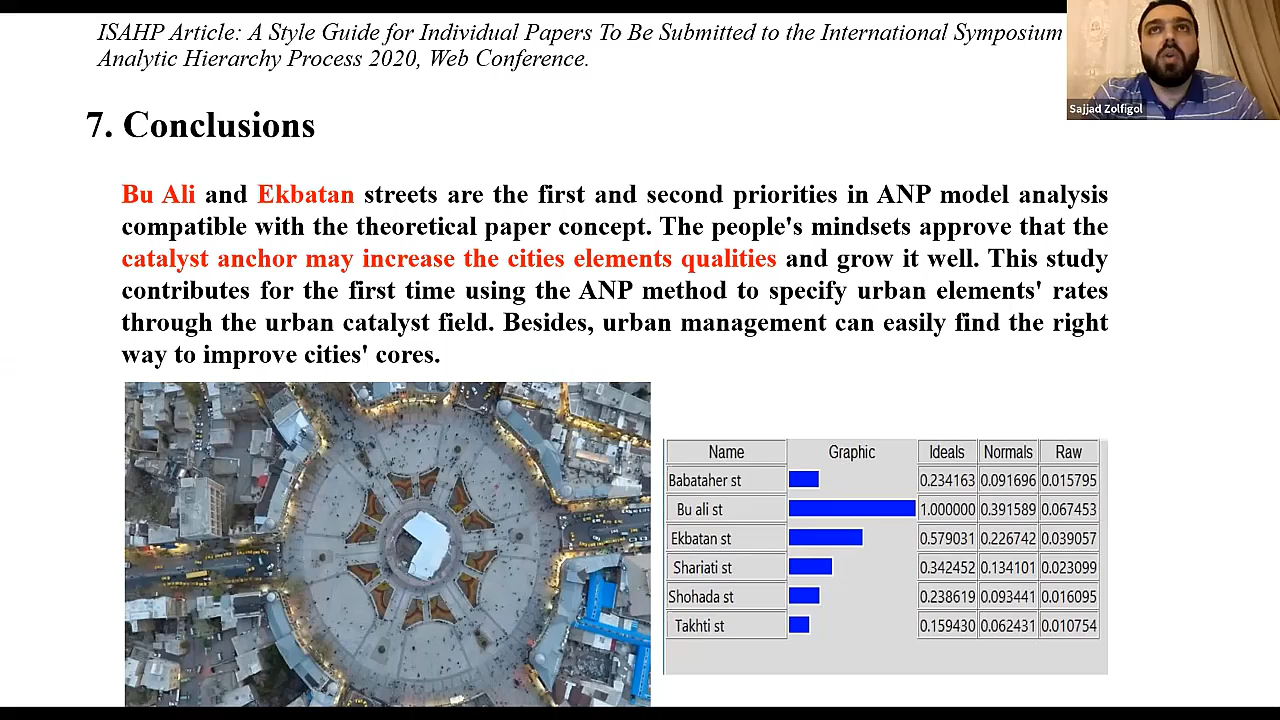 ISAHP Article: A Style Guide for Individual Papers To Be Submitted to the International Symposium
Analytic Hierarchy Process 2020, Web Conference.
Sajjad Zolfigol
7. Conclusions
Bu Ali and Ekbatan streets are the first and second priorities in ANP model analysis
compatible with the theoretical paper concept. The people's mindsets approve that the
catalyst anchor may increase the cities elements qualities and grow it well. This study
contributes for the first time using the ANP method to specify urban elements' rates
through the urban catalyst field. Besides, urban management can easily find the right
way to improve cities' cores.
Name Graphic Ideals Normals Raw
Babataher st 0.234163 0.091696 0.015795
Bu ali st 1.000000 0.391589 0.067453
Ekbatan st 0.579031 0.226742 0.039057
Shariati st 0.342452 0.134101 0.023099
Shohada st 0.238619 0.093441 0.016095
Takhti st 0.159430 0.062431 0.010754